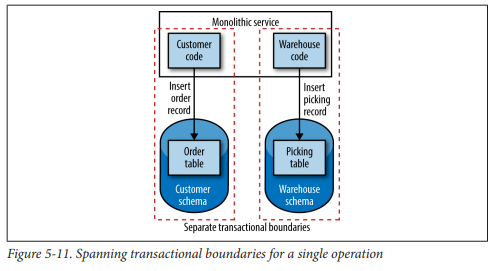 Monolithic service
Customer
code
Warehouse
code
Insert
order
record
Insert
picking
record
Order
table
Picking
table
Customer
schema
Warehouse
schema
Separate transactional boundaries
Figure 5-11. Spanning transactional boundaries for a single operation